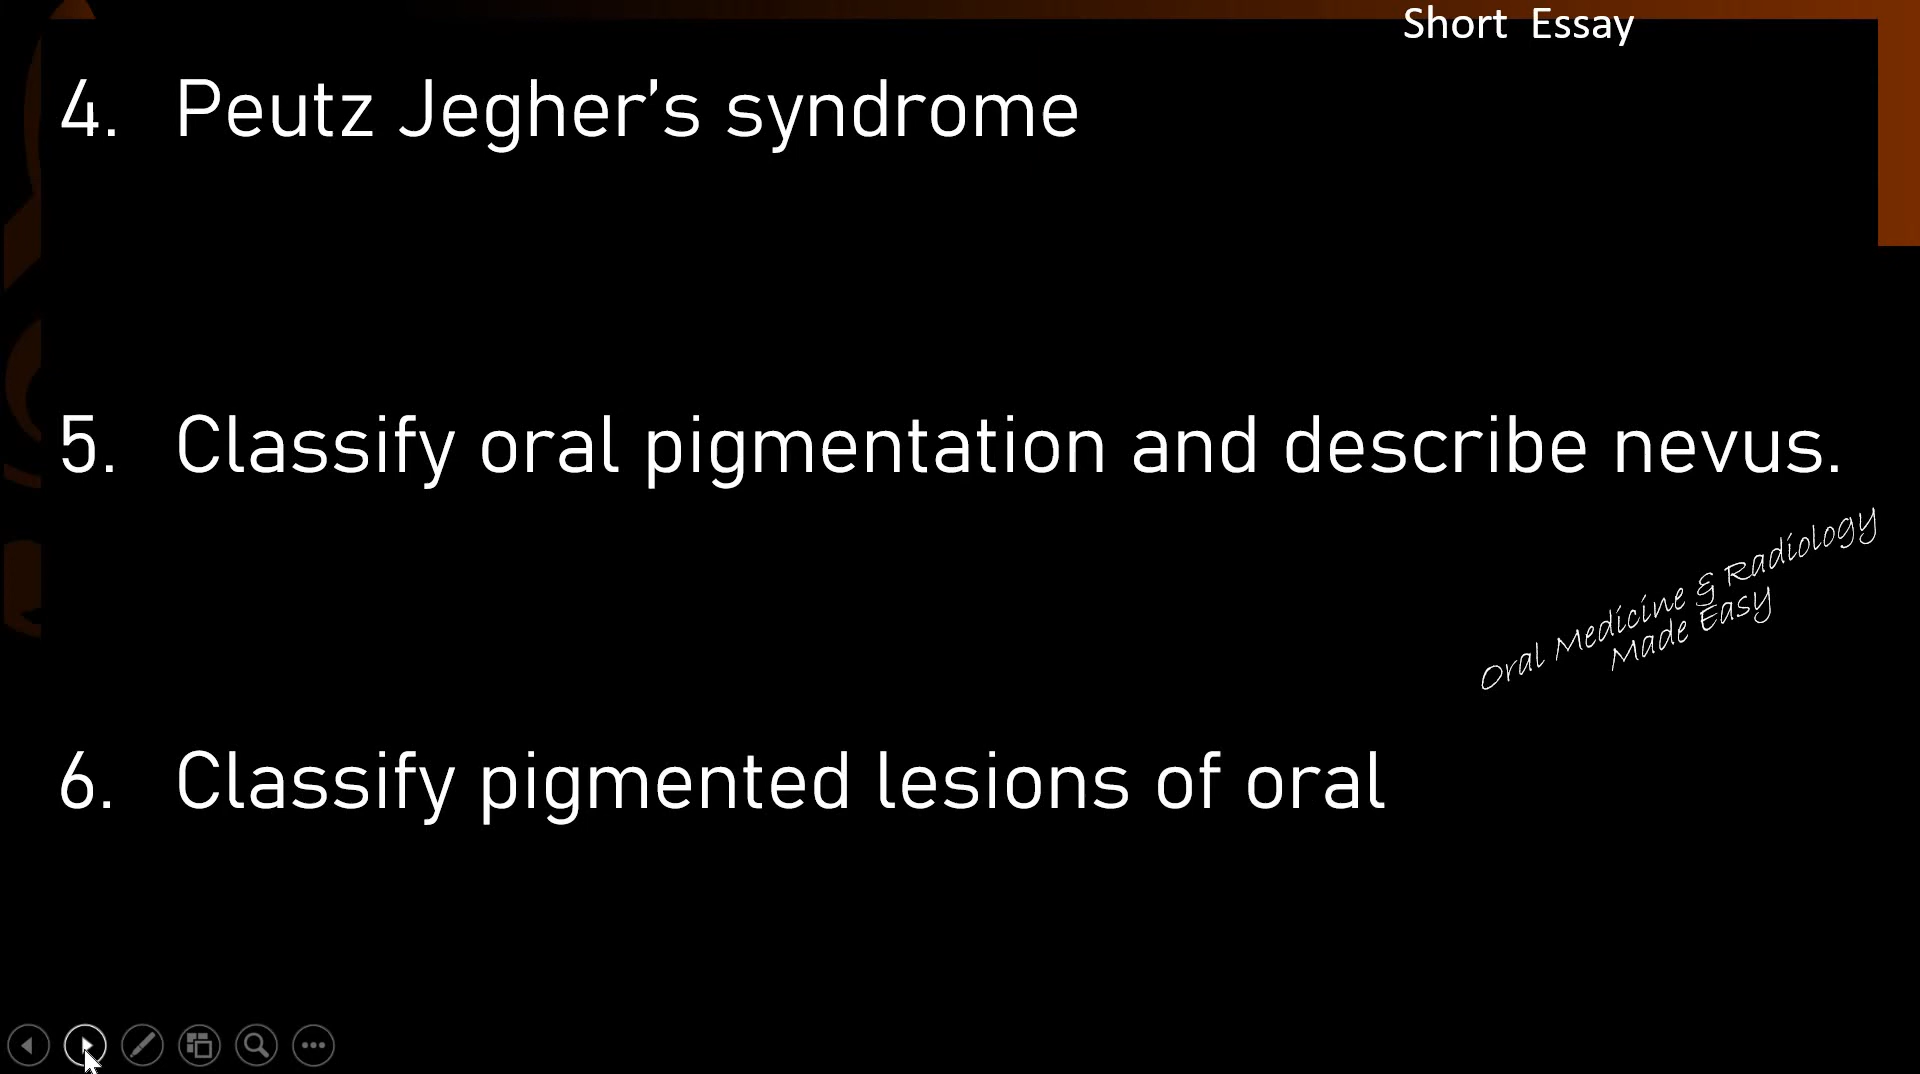 Short Essay
4. Peutz Jegher’s syndrome
5. Classify oral pigmentation and describe nevus.
Oral Medicine & Radiology
Made Easy
6. Classify pigmented lesions of oral